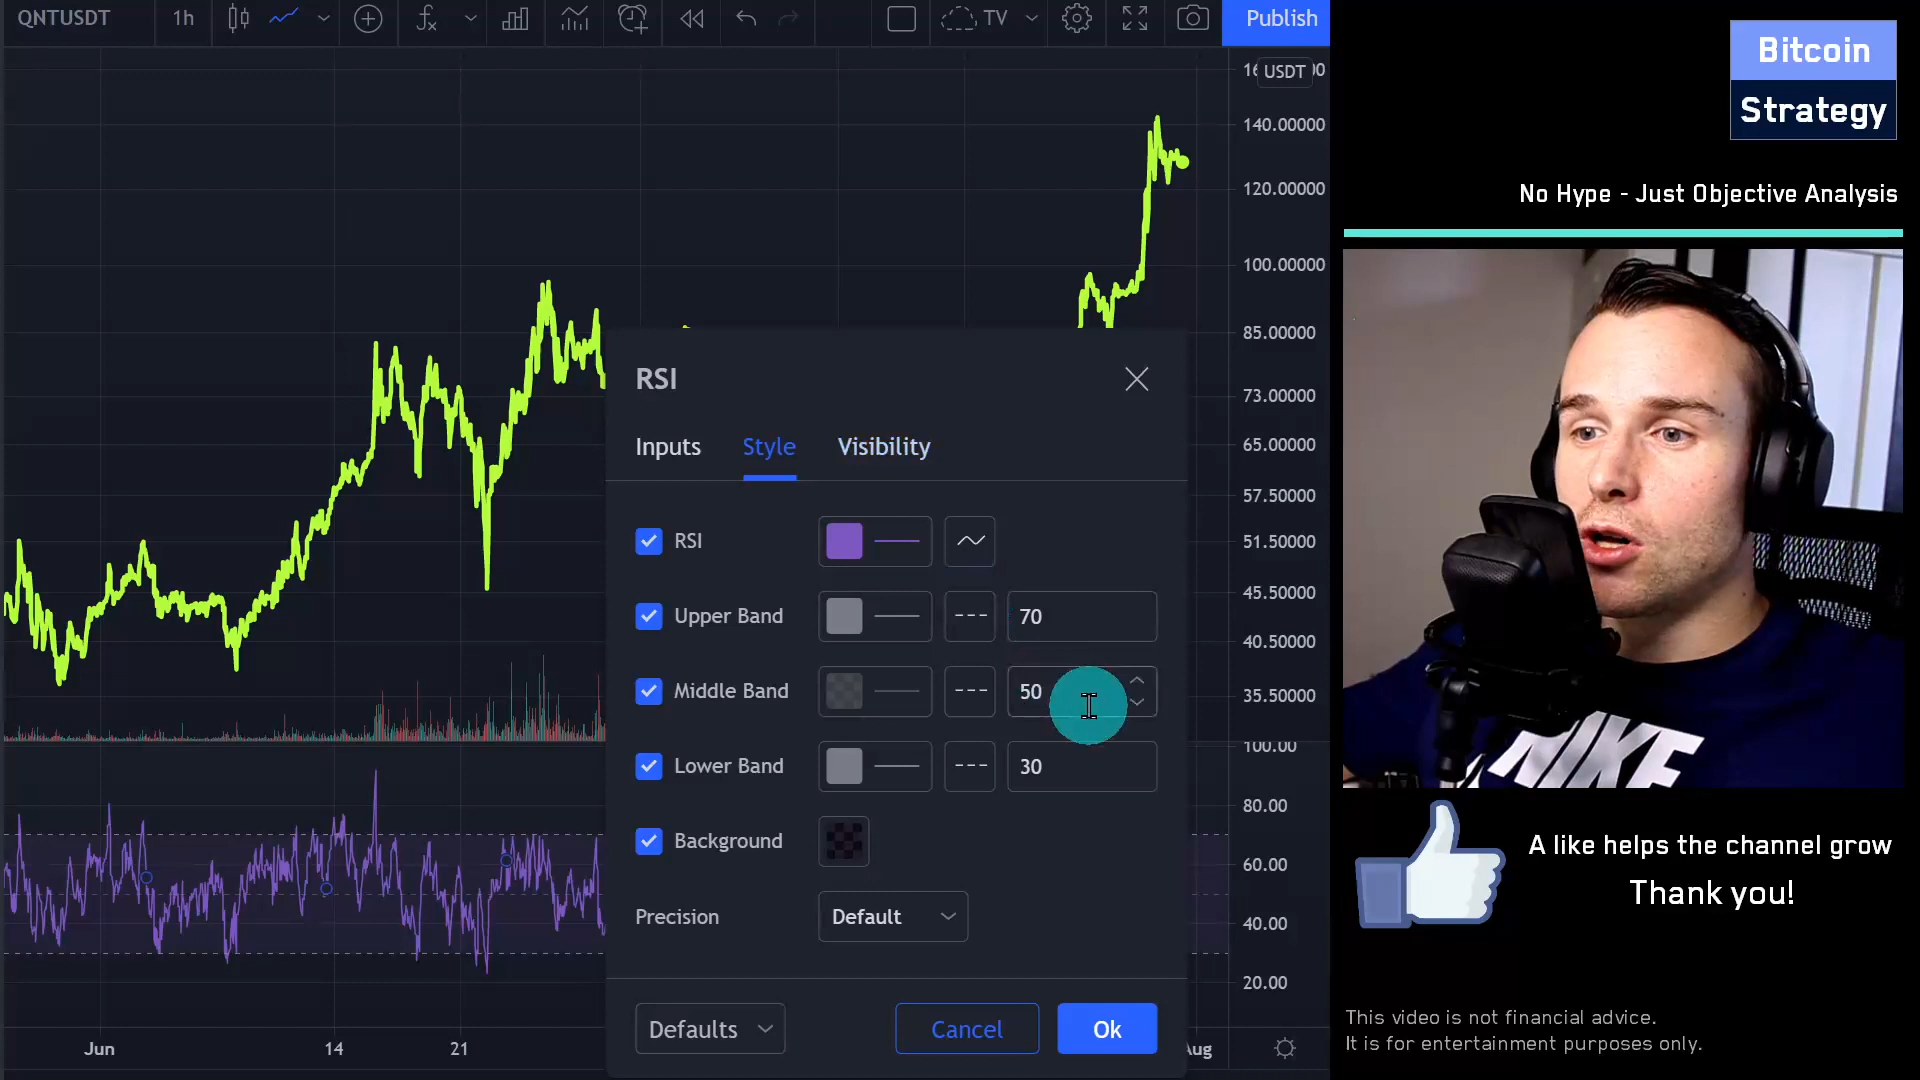 QNTUSDT
1h
TV
Publish
USDT
140.00000
120.00000
100.00000
85.00000
73.00000
65.00000
57.50000
51.50000
45.50000
40.50000
35.50000
100.00
80.00
60.00
40.00
20.00
Jun
14
21
Aug
RSI
Inputs
Style
Visibility
RSI
Upper Band
70
Middle Band
50
Lower Band
30
Background
Precision
Default
Defaults
Cancel
Ok
Bitcoin
Strategy
No Hype - Just Objective Analysis
NIKE
A like helps the channel grow
Thank you!
This video is not financial advice.
It is for entertainment purposes only.